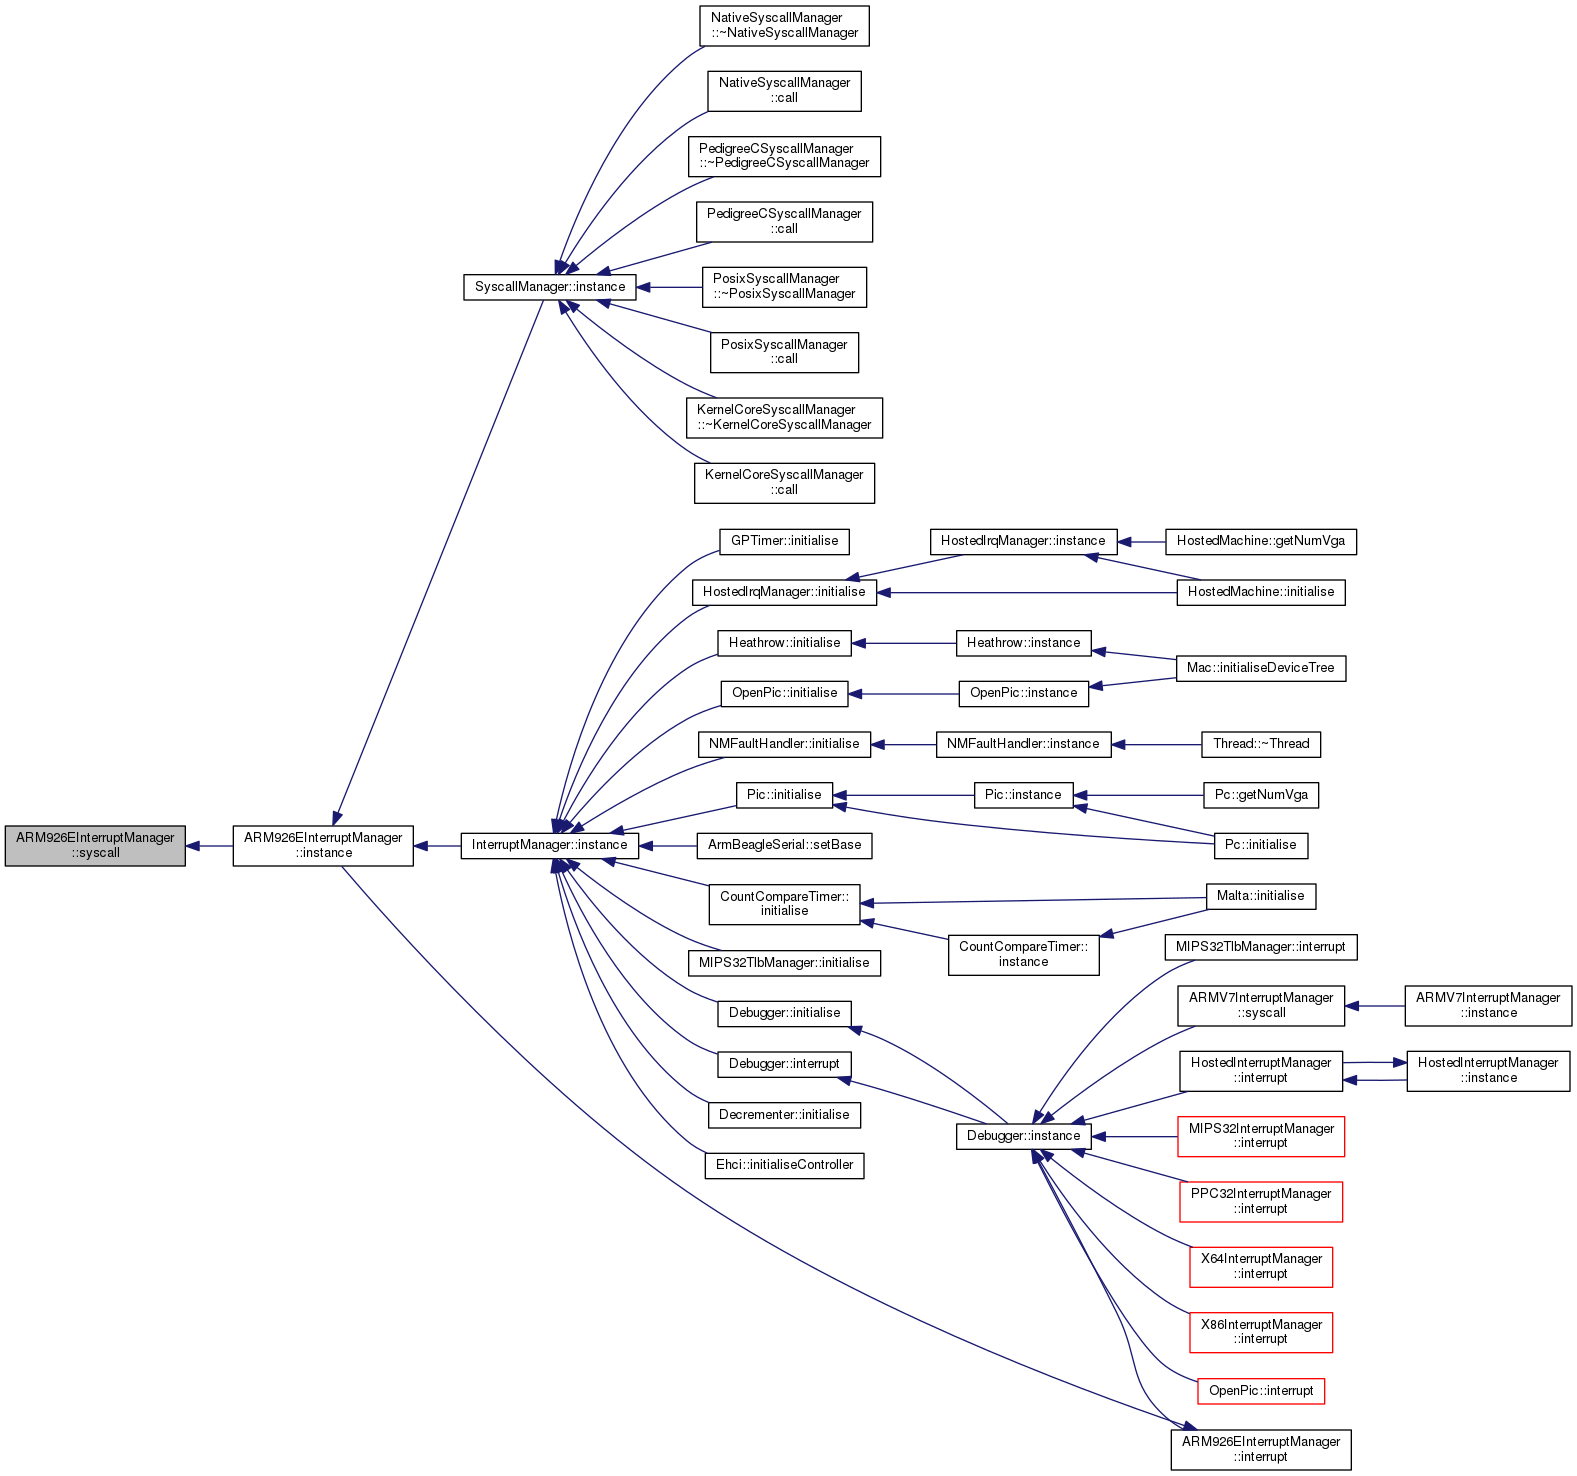 NativeSyscallManager
::~NativeSyscallManager
NativeSyscallManager
::call
PedigreeCSyscallManager
::~PedigreeCSyscallManager
PedigreeCSyscallManager
::call
SyscallManager::instance
PosixSyscallManager
::~PosixSyscallManager
PosixSyscallManager
::call
KernelCoreSyscallManager
::~KernelCoreSyscallManager
KernelCoreSyscallManager
::call
GPTimer::initialise
HostedIrqManager::instance
HostedMachine::getNumVga
HostedIrqManager::initialise
HostedMachine::initialise
Heathrow::initialise
Heathrow::instance
Mac::initialiseDeviceTree
OpenPic::initialise
OpenPic::instance
NMFaultHandler::initialise
NMFaultHandler::instance
Thread::~Thread
Pic::initialise
Pic::instance
Pc::getNumVga
ARM926EInterruptManager
::syscall
ARM926EInterruptManager
::instance
InterruptManager::instance
ArmBeagleSerial::setBase
Pc::initialise
CountCompareTimer::
initialise
Malta::initialise
CountCompareTimer::
instance
MIPS32TlbManager::initialise
MIPS32TlbManager::interrupt
Debugger::initialise
ARMV7InterruptManager
::syscall
ARMV7InterruptManager
::instance
Debugger::interrupt
HostedInterruptManager
::interrupt
HostedInterruptManager
::instance
Decrementer::initialise
Debugger::instance
MIPS32InterruptManager
::interrupt
Ehci::initialiseController
PPC32InterruptManager
::interrupt
X64InterruptManager
::interrupt
X86InterruptManager
::interrupt
OpenPic::interrupt
ARM926EInterruptManager
::interrupt